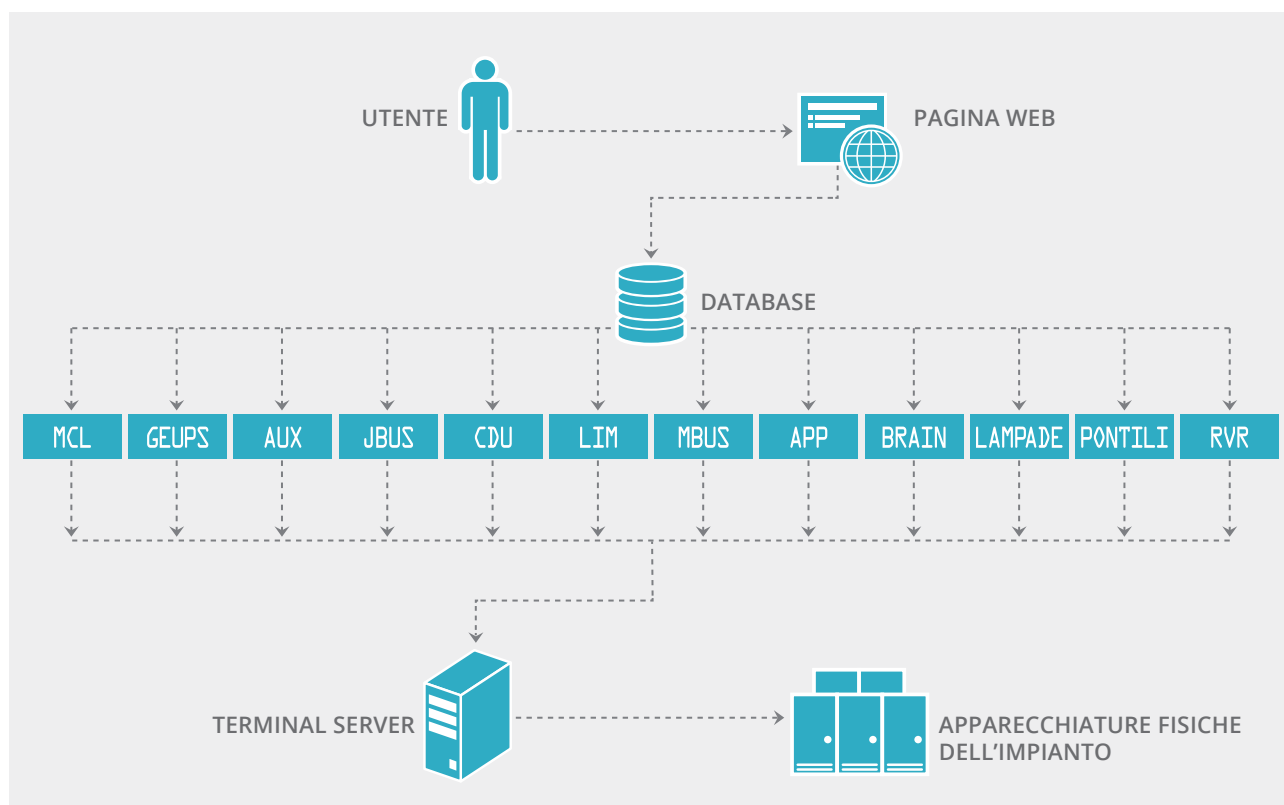 UTENTE
PAGINA WEB
DATABASE
MCL
GEUPS
AUX
JBUS
CDU
LIM
MBUS
APP
BRAIN
LAMPADE
PONTILI
RVR
TERMINAL SERVER
APPARECCHIATURE FISICHE
DELL’IMPIANTO